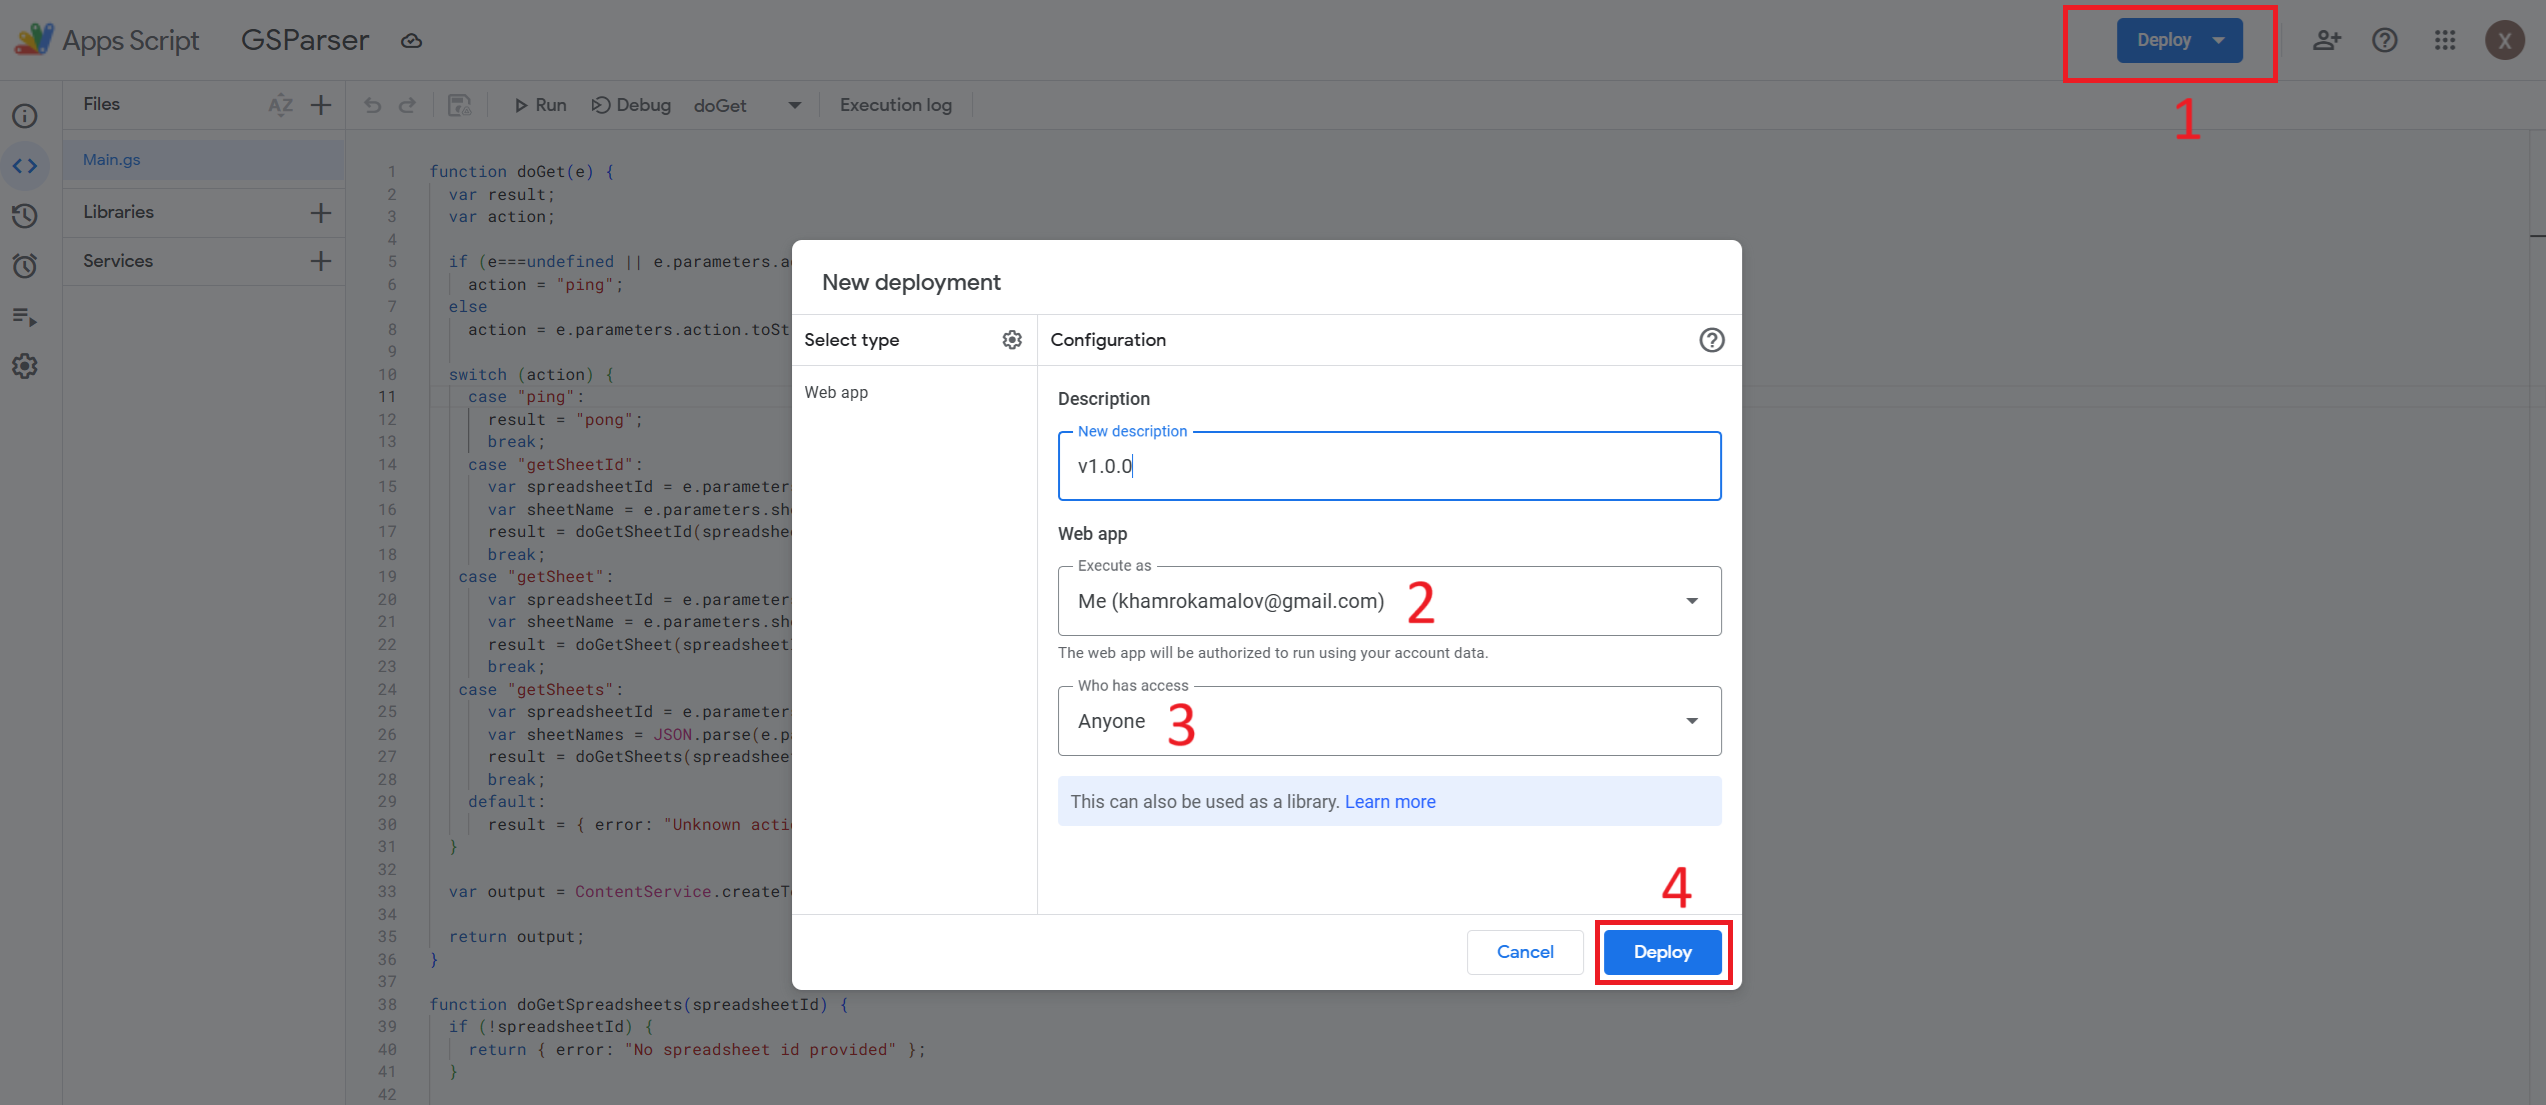 Apps Script GSParser Deploy X
1
Files Run Debug doGet Execution log
Main.gs
Libraries
Services
1 function doGet(e) {
2 var result;
3 var action;
4
5 if (e===undefined || e.parameters.a
6 action = "ping";
7 else
8 action = e.parameters.action.toSt
9
10 switch (action) {
11 case "ping":
12 result = "pong";
13 break;
14 case "getSheetId":
15 var spreadsheetId = e.parameter
16 var sheetName = e.parameters.sh
17 result = doGetSheetId(spreadshe
18 break;
19 case "getSheet":
20 var spreadsheetId = e.parameter
21 var sheetName = e.parameters.sh
22 result = doGetSheet(spreadsheet
23 break;
24 case "getSheets":
25 var spreadsheetId = e.parameter
26 var sheetNames = JSON.parse(e.p
27 result = doGetSheets(spreadshee
28 break;
29 default:
30 result = { error: "Unknown acti
31 }
32
33 var output = ContentService.createT
34
35 return output;
36 }
37
38 function doGetSpreadsheets(spreadsheetId) {
39 if (!spreadsheetId) {
40 return { error: "No spreadsheet id provided" };
41 }
42
New deployment
Select type
Web app
Configuration
Description
New description
v1.0.0
Web app
Execute as
Me (khamrokamalov@gmail.com) 2
The web app will be authorized to run using your account data.
Who has access
Anyone 3
This can also be used as a library. Learn more
4
Cancel Deploy